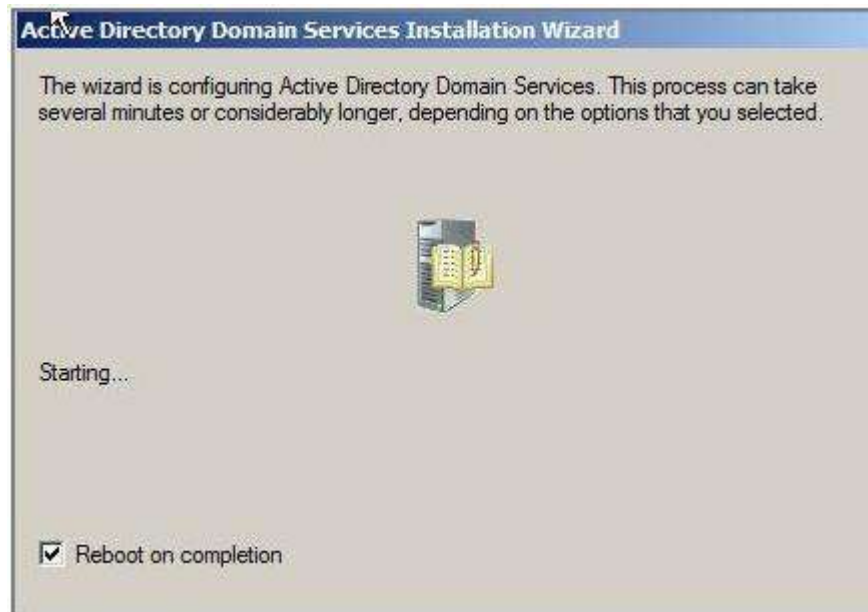 Active Directory Domain Services Installation Wizard
The wizard is configuring Active Directory Domain Services. This process can take
several minutes or considerably longer, depending on the options that you selected.
Starting...
Reboot on completion